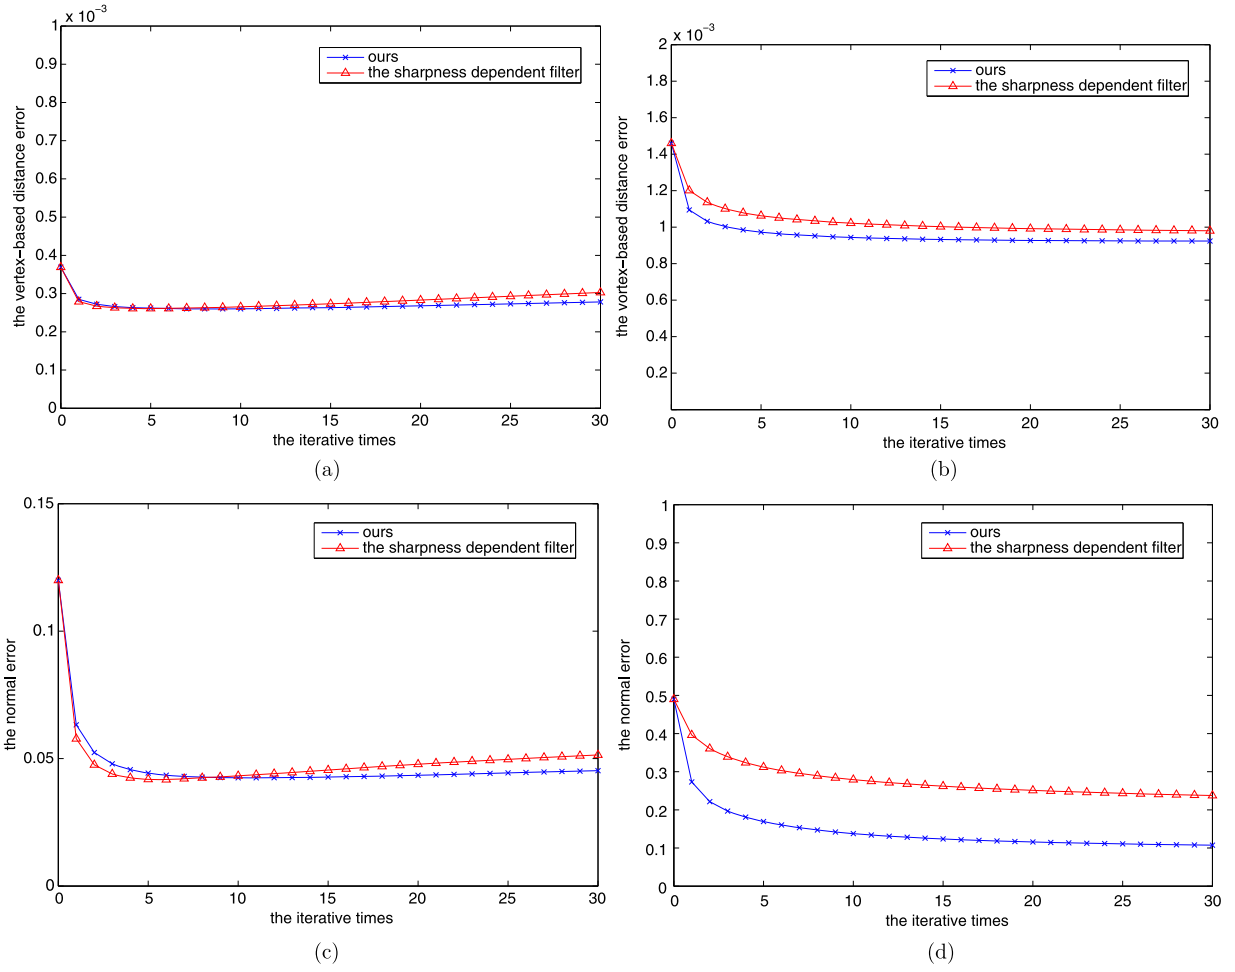 × 10−3
1
0.9
0.8
0.7
0.6
0.5
0.4
0.3
0.2
0.1
0
0 5 10 15 20 25 30
the vertex−based distance error
the iterative times
ours
the sharpness dependent filter
(a)
× 10−3
2
1.8
1.6
1.4
1.2
1
0.8
0.6
0.4
0.2
0 5 10 15 20 25 30
the vortex−based distance error
the iterative times
ours
the sharpness dependent filter
(b)
0.15
0.1
0.05
0
0 5 10 15 20 25 30
the normal error
the iterative times
ours
the sharpness dependent filter
(c)
1
0.9
0.8
0.7
0.6
0.5
0.4
0.3
0.2
0.1
0
0 5 10 15 20 25 30
the normal error
the iterative times
ours
the sharpness dependent filter
(d)